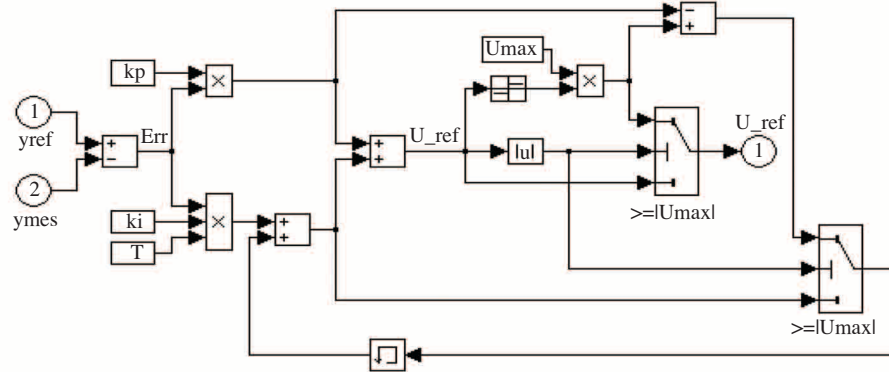 Umax
kp
1
yref
Err
U_ref
|u|
U_ref
1
2
ymes
ki
T
>=|Umax|
>=|Umax|